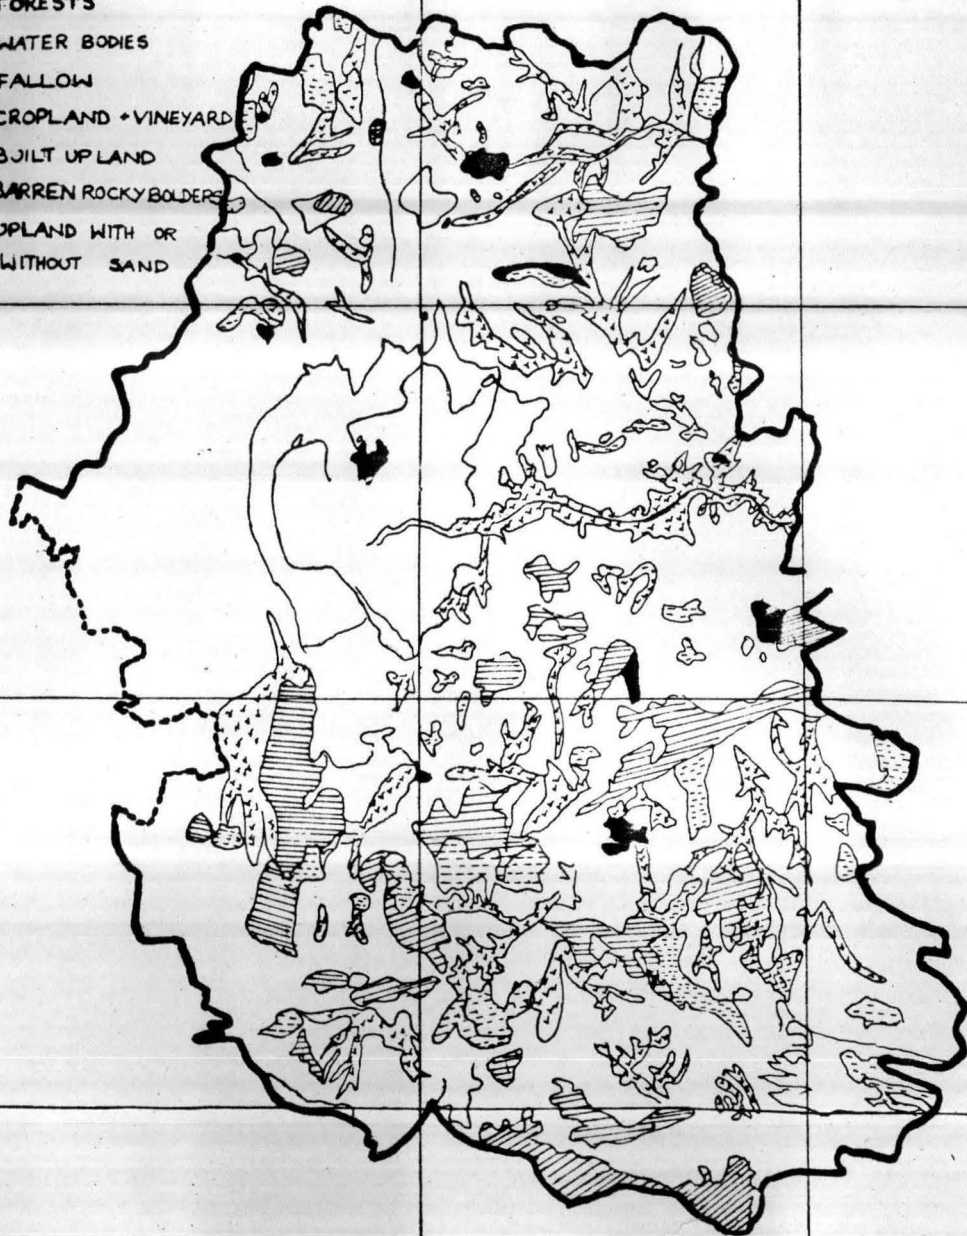 FORESTS
WATER BODIES
FALLOW
CROPLAND + VINEYARD
BUILT UP LAND
BARREN ROCKY BOLDERS
UPLAND WITH OR
WITHOUT SAND